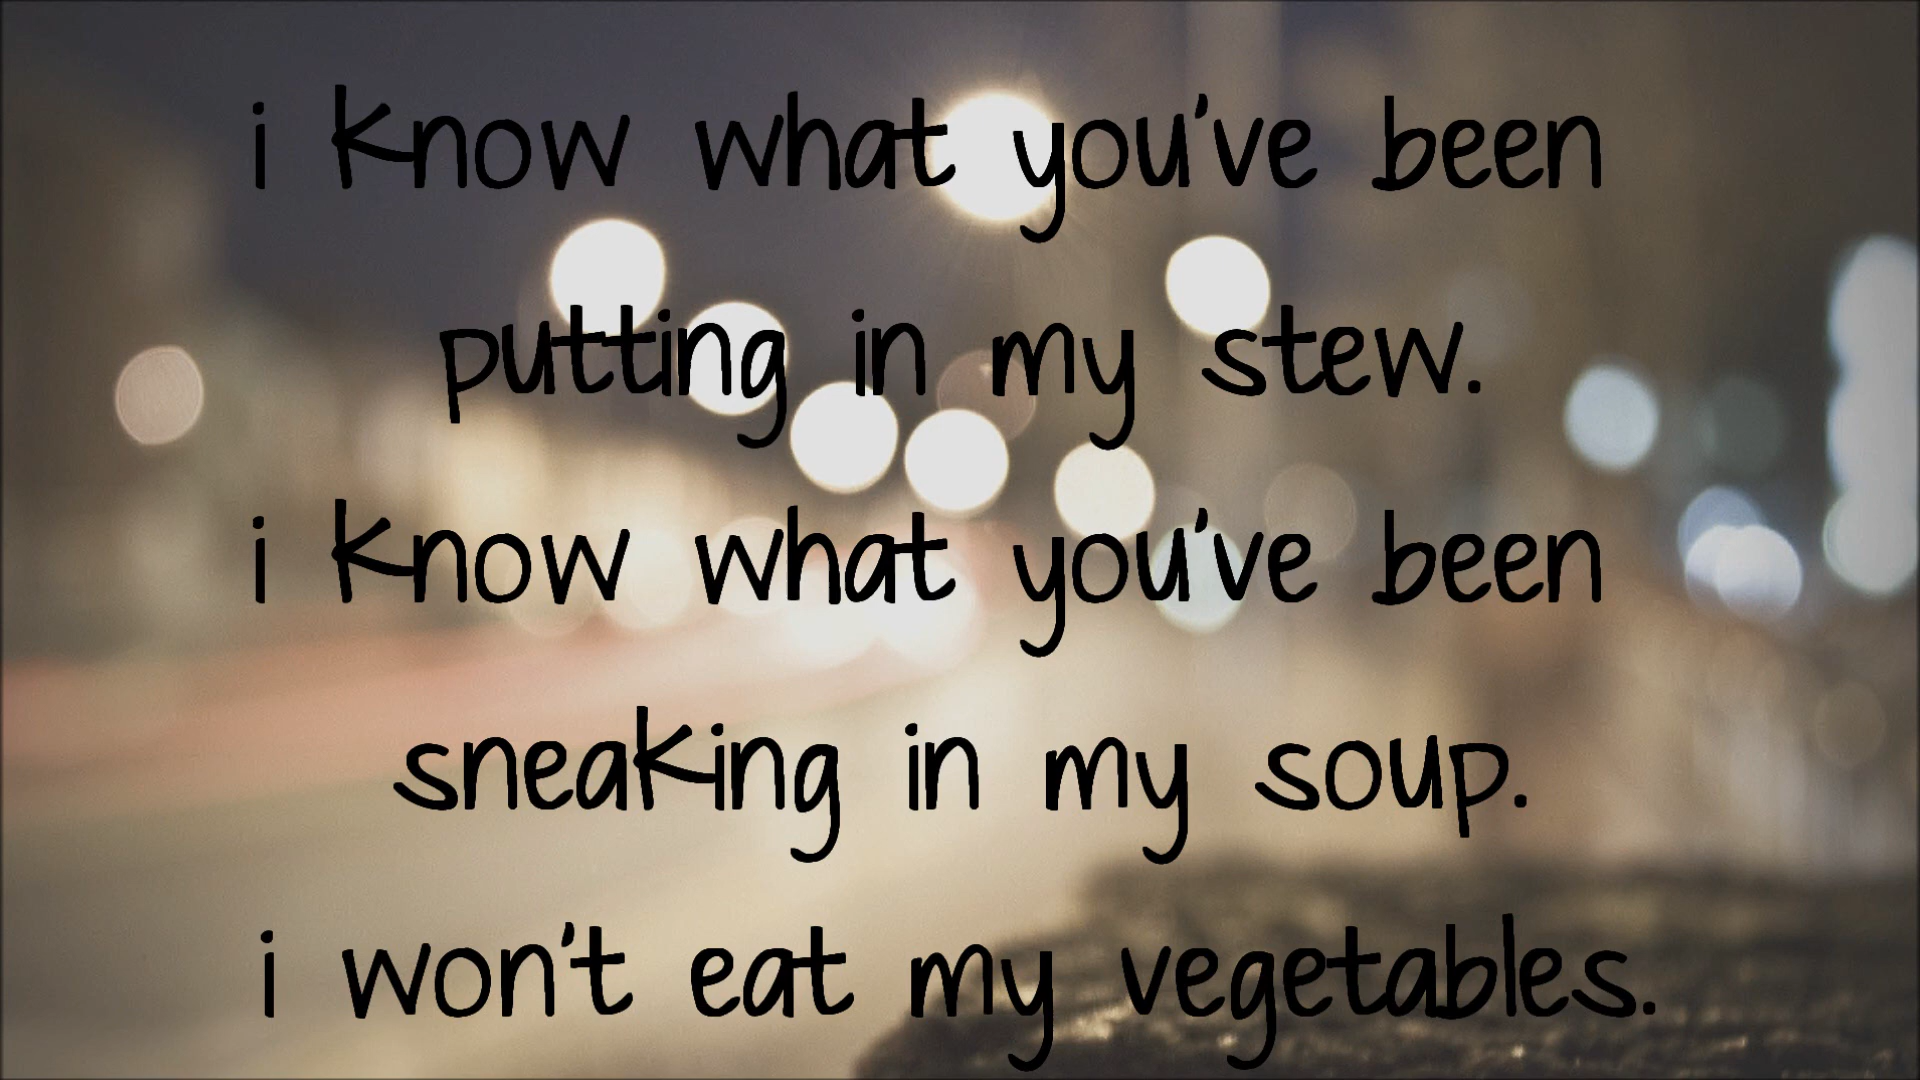 i know what you've been
putting in my stew.
i know what you've been
sneaking in my soup.
i won't eat my vegetables.